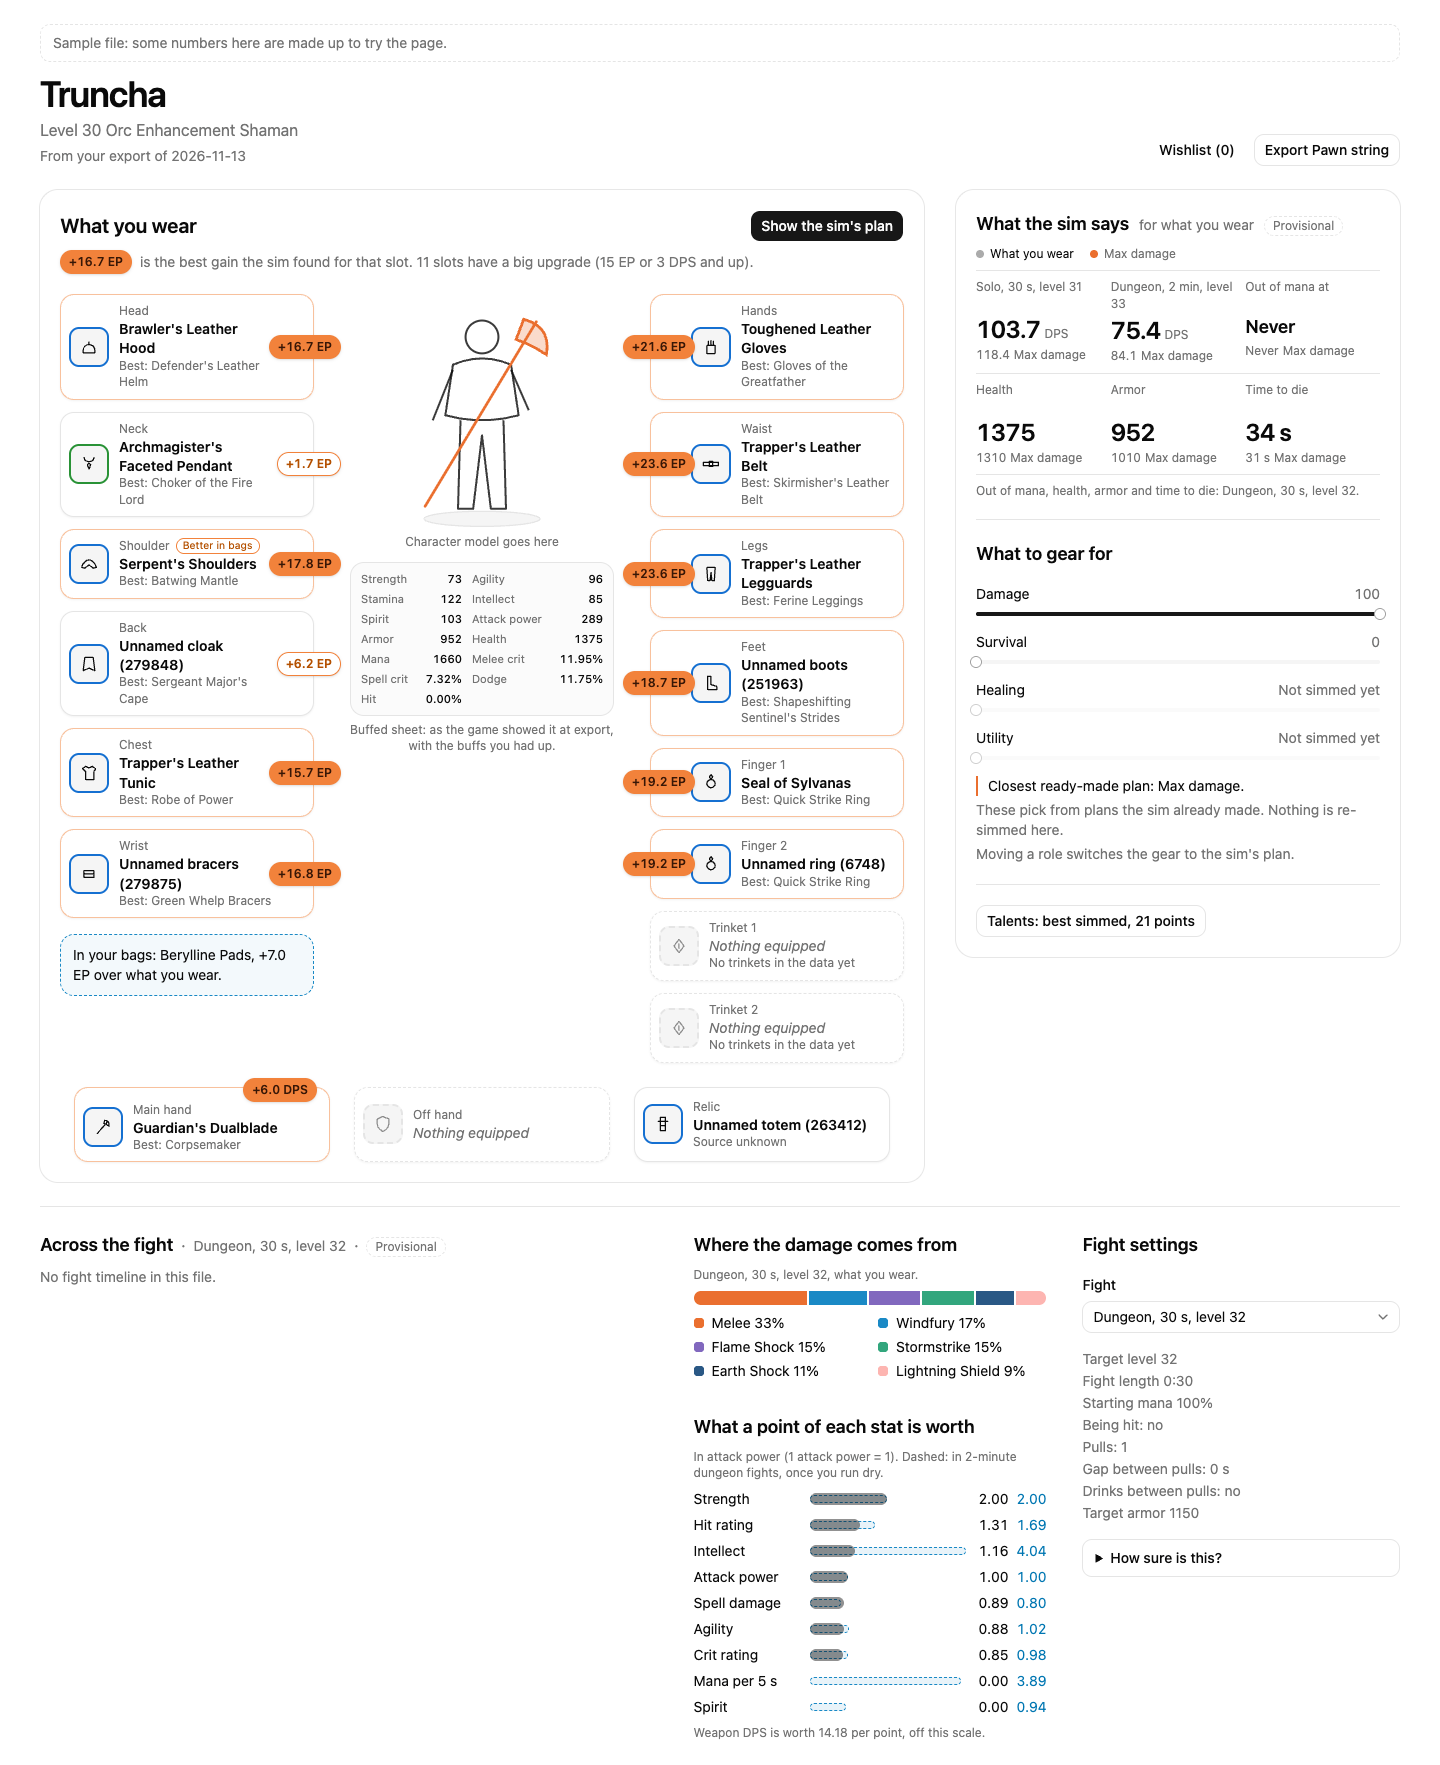 Sample file: some numbers here are made up to try the page.
Truncha
Level 30 Orc Enhancement Shaman
From your export of 2026-11-13
Wishlist (0)
Export Pawn string
What you wear
Show the sim's plan
+16.7 EP is the best gain the sim found for that slot. 11 slots have a big upgrade (15 EP or 3 DPS and up).
Head
Brawler's Leather
Hood
Best: Defender's Leather
Helm
+16.7 EP
Neck
Archmagister's
Faceted Pendant
Best: Choker of the Fire
Lord
+1.7 EP
Shoulder Better in bags
Serpent's Shoulders
Best: Batwing Mantle
+17.8 EP
Back
Unnamed cloak
(279848)
Best: Sergeant Major's
Cape
+6.2 EP
Chest
Trapper's Leather
Tunic
Best: Robe of Power
+15.7 EP
Wrist
Unnamed bracers
(279875)
Best: Green Whelp Bracers
+16.8 EP
In your bags: Berylline Pads, +7.0
EP over what you wear.
Character model goes here
Strength 73 Agility 96
Stamina 122 Intellect 85
Spirit 103 Attack power 289
Armor 952 Health 1375
Mana 1660 Melee crit 11.95%
Spell crit 7.32% Dodge 11.75%
Hit 0.00%
Buffed sheet: as the game showed it at export,
with the buffs you had up.
Hands
Toughened Leather
Gloves
Best: Gloves of the
Greatfather
+21.6 EP
Waist
Trapper's Leather
Belt
Best: Skirmisher's Leather
Belt
+23.6 EP
Legs
Trapper's Leather
Legguards
Best: Ferine Leggings
+23.6 EP
Feet
Unnamed boots
(251963)
Best: Shapeshifting
Sentinel's Strides
+18.7 EP
Finger 1
Seal of Sylvanas
Best: Quick Strike Ring
+19.2 EP
Finger 2
Unnamed ring (6748)
Best: Quick Strike Ring
+19.2 EP
Trinket 1
Nothing equipped
No trinkets in the data yet
Trinket 2
Nothing equipped
No trinkets in the data yet
+6.0 DPS
Main hand
Guardian's Dualblade
Best: Corpsemaker
Off hand
Nothing equipped
Relic
Unnamed totem (263412)
Source unknown
What the sim says for what you wear Provisional
What you wear Max damage
Solo, 30 s, level 31
103.7 DPS
118.4 Max damage
Dungeon, 2 min, level
33
75.4 DPS
84.1 Max damage
Out of mana at
Never
Never Max damage
Health
1375
1310 Max damage
Armor
952
1010 Max damage
Time to die
34 s
31 s Max damage
Out of mana, health, armor and time to die: Dungeon, 30 s, level 32.
What to gear for
Damage 100
Survival 0
Healing Not simmed yet
Utility Not simmed yet
Closest ready-made plan: Max damage.
These pick from plans the sim already made. Nothing is re-
simmed here.
Moving a role switches the gear to the sim's plan.
Talents: best simmed, 21 points
Across the fight · Dungeon, 30 s, level 32 · Provisional
No fight timeline in this file.
Where the damage comes from
Dungeon, 30 s, level 32, what you wear.
Melee 33% Windfury 17%
Flame Shock 15% Stormstrike 15%
Earth Shock 11% Lightning Shield 9%
What a point of each stat is worth
In attack power (1 attack power = 1). Dashed: in 2-minute
dungeon fights, once you run dry.
Strength 2.00 2.00
Hit rating 1.31 1.69
Intellect 1.16 4.04
Attack power 1.00 1.00
Spell damage 0.89 0.80
Agility 0.88 1.02
Crit rating 0.85 0.98
Mana per 5 s 0.00 3.89
Spirit 0.00 0.94
Weapon DPS is worth 14.18 per point, off this scale.
Fight settings
Fight
Dungeon, 30 s, level 32
Target level 32
Fight length 0:30
Starting mana 100%
Being hit: no
Pulls: 1
Gap between pulls: 0 s
Drinks between pulls: no
Target armor 1150
How sure is this?